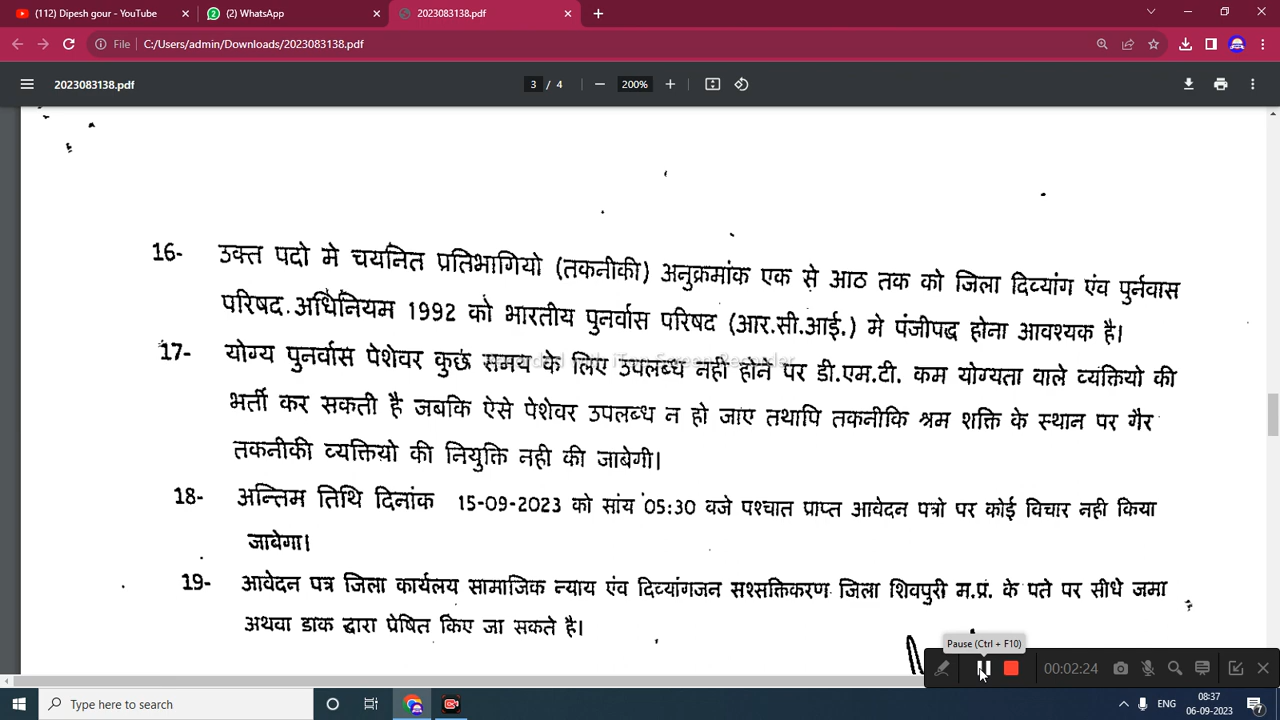 (112) Dipesh gour - YouTube
(2) WhatsApp
2023083138.pdf
File C:/Users/admin/Downloads/2023083138.pdf
2023083138.pdf
3 / 4
200%
16- उक्त पदो मे चयनित प्रतिभागियो (तकनीकी) अनुक्रमांक एक से आठ तक को जिला दिव्यांग एंव पुर्नवास
परिषद अधिनियम 1992 को भारतीय पुनर्वास परिषद (आर.सी.आई.) मे पंजीपद्ध होना आवश्यक है।
17- योग्य पुनर्वास पेशेवर कुछ समय के लिए उपलब्ध नही होने पर डी.एम.टी. कम योग्यता वाले व्यक्तियो की
भर्ती कर सकती है जबकि ऐसे पेशेवर उपलब्ध न हो जाए तथापि तकनीकि श्रम शक्ति के स्थान पर गैर
तकनीकी व्यक्तियो की नियुक्ति नही की जाबेगी।
18- अन्तिम तिथि दिनांक 15-09-2023 को सांय 05:30 वजे पश्चात प्राप्त आवेदन पत्रो पर कोई विचार नही किया
जाबेगा।
19- आवेदन पत्र जिला कार्यलय सामाजिक न्याय एंव दिव्यांगजन सश्सक्तिकरण जिला शिवपुरी म.प्र. के पते पर सीधे जमा
अथवा डाक द्वारा प्रेषित किए जा सकते है।
Pause (Ctrl + F10)
00:02:24
Type here to search
ENG
08:37
06-09-2023
7